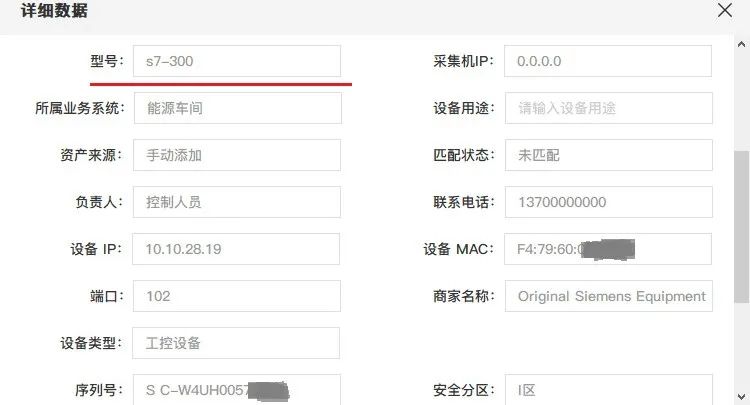 详细数据
型号： s7-300 采集机IP： 0.0.0.0
所属业务系统： 能源车间 设备用途： 请输入设备用途
资产来源： 手动添加 匹配状态： 未匹配
负责人： 控制人员 联系电话： 13700000000
设备 IP： 10.10.28.19 设备 MAC： F4:79:60:
端口： 102 商家名称： Original Siemens Equipment
设备类型： 工控设备
序列号： S C-W4UH0057 安全分区： I区